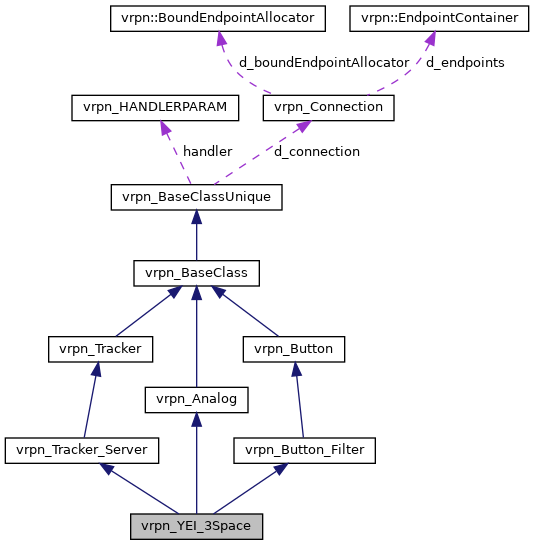 vrpn::BoundEndpointAllocator
vrpn::EndpointContainer
d_boundEndpointAllocator
d_endpoints
vrpn_HANDLERPARAM
vrpn_Connection
handler
d_connection
vrpn_BaseClassUnique
vrpn_BaseClass
vrpn_Tracker
vrpn_Button
vrpn_Analog
vrpn_Tracker_Server
vrpn_Button_Filter
vrpn_YEI_3Space